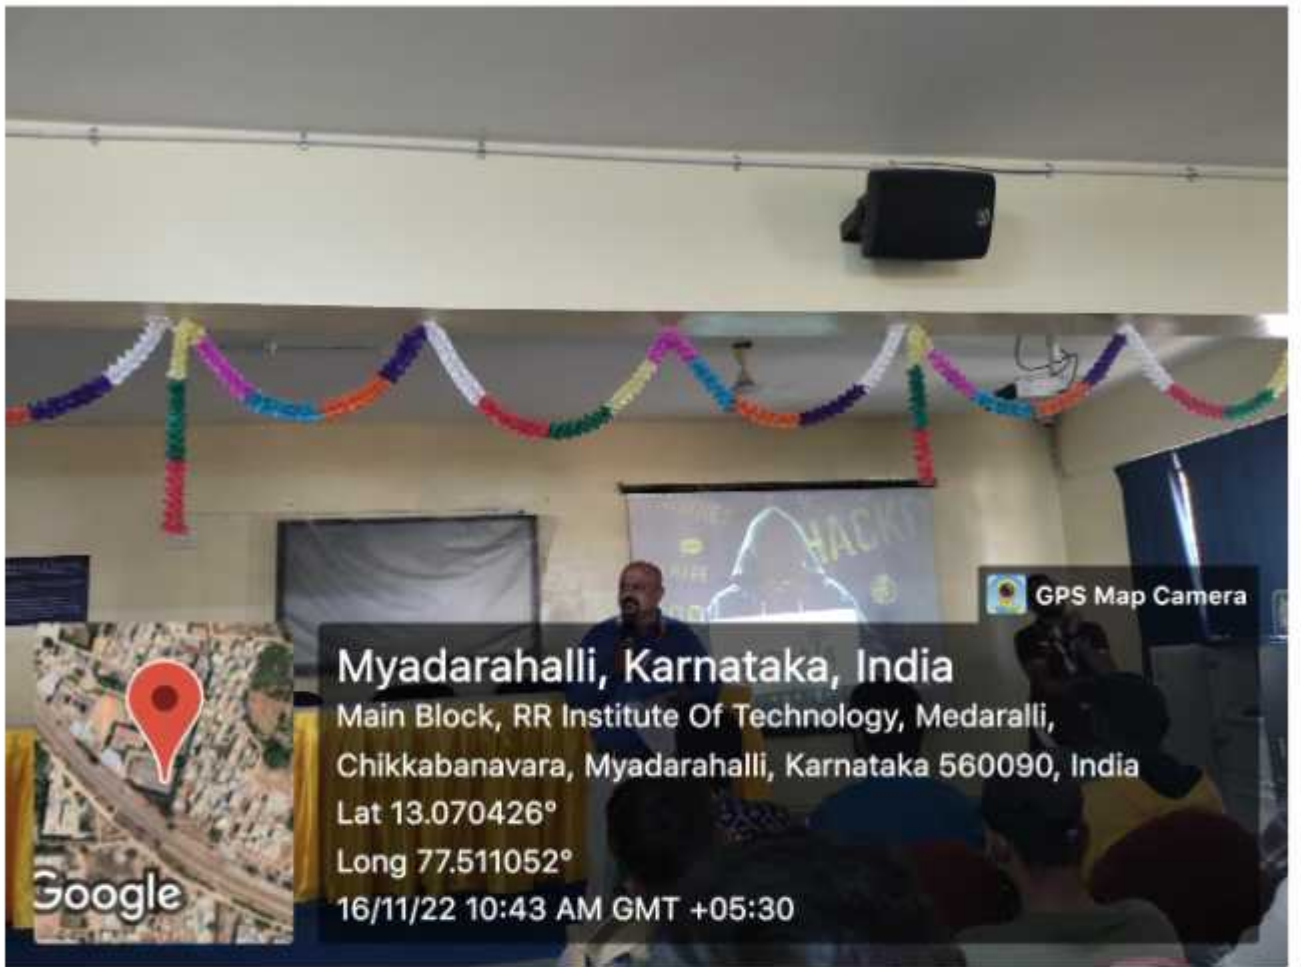 HACK
GPS Map Camera
Myadarahalli, Karnataka, India
Main Block, RR Institute Of Technology, Medaralli,
Chikkabanavara, Myadarahalli, Karnataka 560090, India
Lat 13.070426°
Long 77.511052°
16/11/22 10:43 AM GMT +05:30
Google